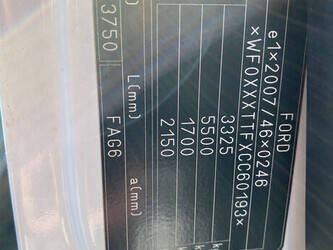 FORD
e1×2007/46×0246
×WF0XXXTTFXCC60193×
3325 k
5500 k
1700 k
2150 k
) L(mm) a(mm)
3750 FAG6